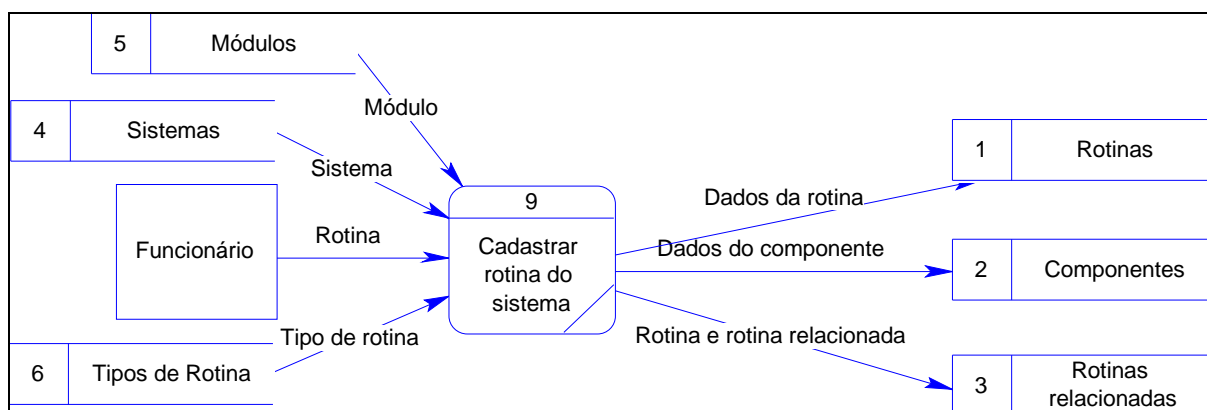 5 Módulos
Módulo
4 Sistemas
Sistema
1 Rotinas
Dados da rotina
9
Cadastrar
rotina do
sistema
Funcionário
Rotina
Dados do componente
2 Componentes
Tipo de rotina
Rotina e rotina relacionada
6 Tipos de Rotina
3 Rotinas
relacionadas